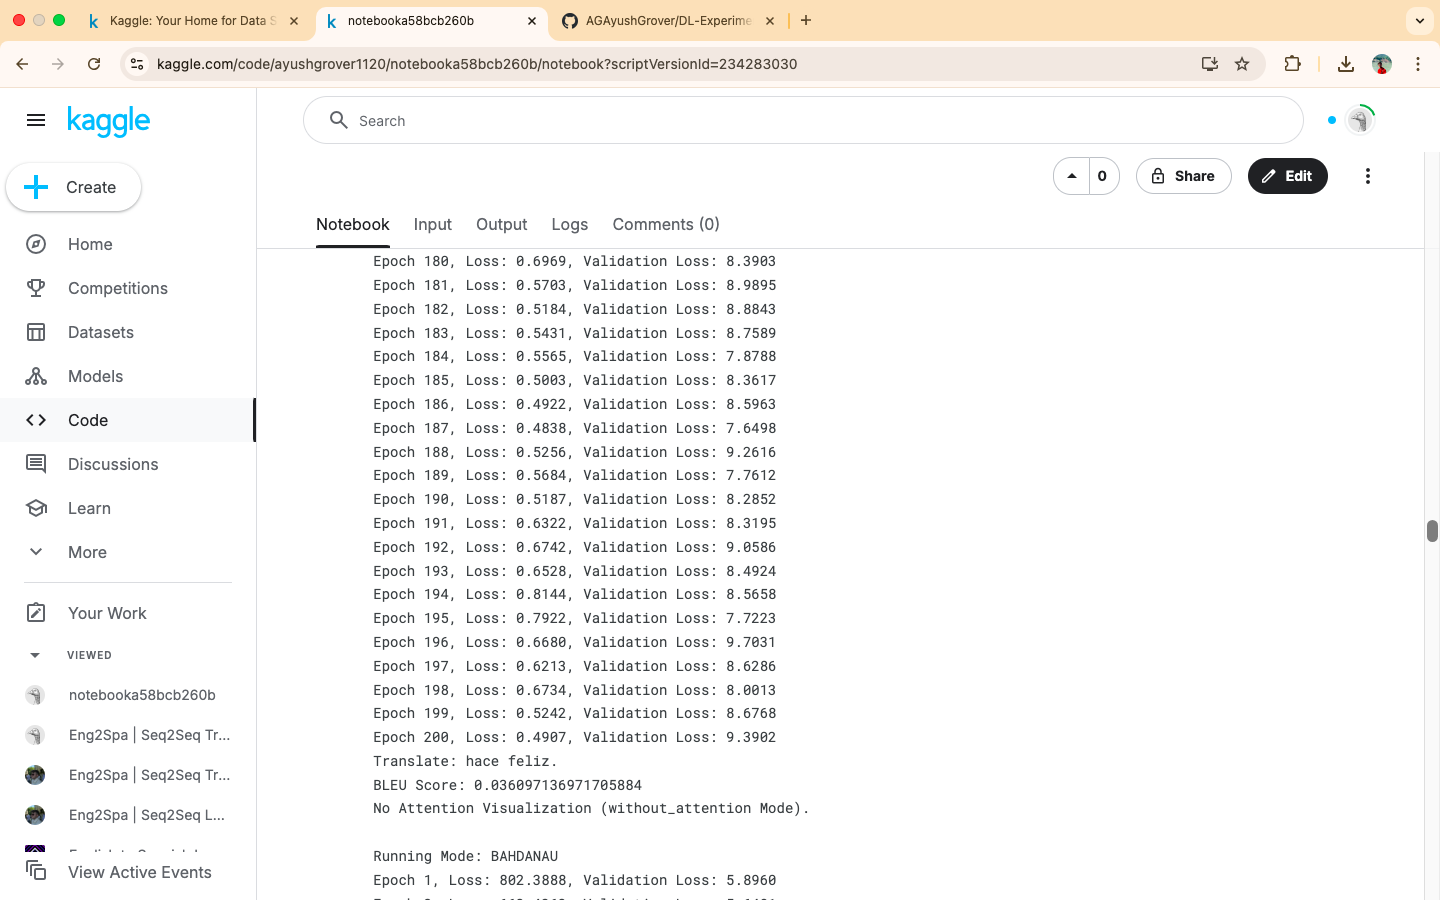 Kaggle: Your Home for Data S
notebooka58bcb260b
AGAyushGrover/DL-Experime
kaggle.com/code/ayushgrover1120/notebooka58bcb260b/notebook?scriptVersionId=234283030
kaggle
Search
Create
0
Share
Edit
Home
Competitions
Datasets
Models
Code
Discussions
Learn
More
Your Work
VIEWED
notebooka58bcb260b
Eng2Spa | Seq2Seq Tr...
Eng2Spa | Seq2Seq Tr...
Eng2Spa | Seq2Seq L...
View Active Events
Notebook
Input
Output
Logs
Comments (0)
Epoch 180, Loss: 0.6969, Validation Loss: 8.3903
Epoch 181, Loss: 0.5703, Validation Loss: 8.9895
Epoch 182, Loss: 0.5184, Validation Loss: 8.8843
Epoch 183, Loss: 0.5431, Validation Loss: 8.7589
Epoch 184, Loss: 0.5565, Validation Loss: 7.8788
Epoch 185, Loss: 0.5003, Validation Loss: 8.3617
Epoch 186, Loss: 0.4922, Validation Loss: 8.5963
Epoch 187, Loss: 0.4838, Validation Loss: 7.6498
Epoch 188, Loss: 0.5256, Validation Loss: 9.2616
Epoch 189, Loss: 0.5684, Validation Loss: 7.7612
Epoch 190, Loss: 0.5187, Validation Loss: 8.2852
Epoch 191, Loss: 0.6322, Validation Loss: 8.3195
Epoch 192, Loss: 0.6742, Validation Loss: 9.0586
Epoch 193, Loss: 0.6528, Validation Loss: 8.4924
Epoch 194, Loss: 0.8144, Validation Loss: 8.5658
Epoch 195, Loss: 0.7922, Validation Loss: 7.7223
Epoch 196, Loss: 0.6680, Validation Loss: 9.7031
Epoch 197, Loss: 0.6213, Validation Loss: 8.6286
Epoch 198, Loss: 0.6734, Validation Loss: 8.0013
Epoch 199, Loss: 0.5242, Validation Loss: 8.6768
Epoch 200, Loss: 0.4907, Validation Loss: 9.3902
Translate: hace feliz.
BLEU Score: 0.036097136971705884
No Attention Visualization (without_attention Mode).
Running Mode: BAHDANAU
Epoch 1, Loss: 802.3888, Validation Loss: 5.8960